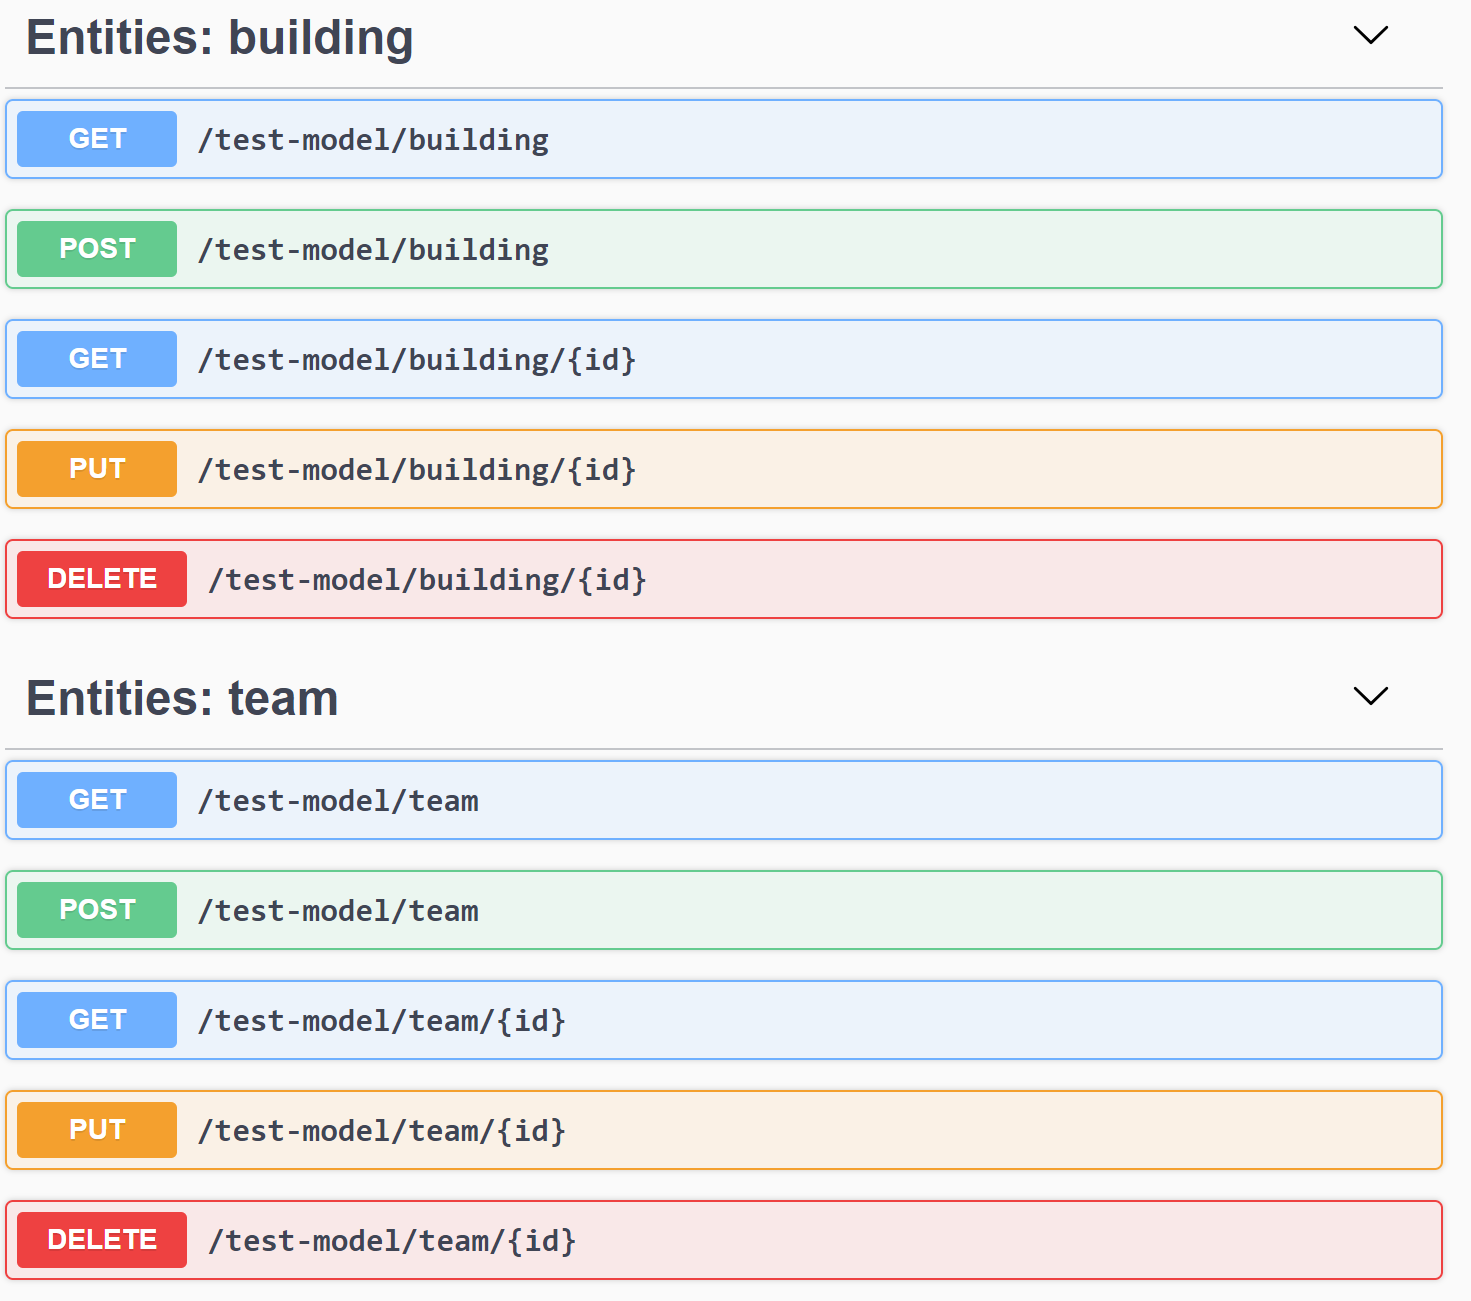 Entities: building
GET /test-model/building
POST /test-model/building
GET /test-model/building/{id}
PUT /test-model/building/{id}
DELETE /test-model/building/{id}
Entities: team
GET /test-model/team
POST /test-model/team
GET /test-model/team/{id}
PUT /test-model/team/{id}
DELETE /test-model/team/{id}